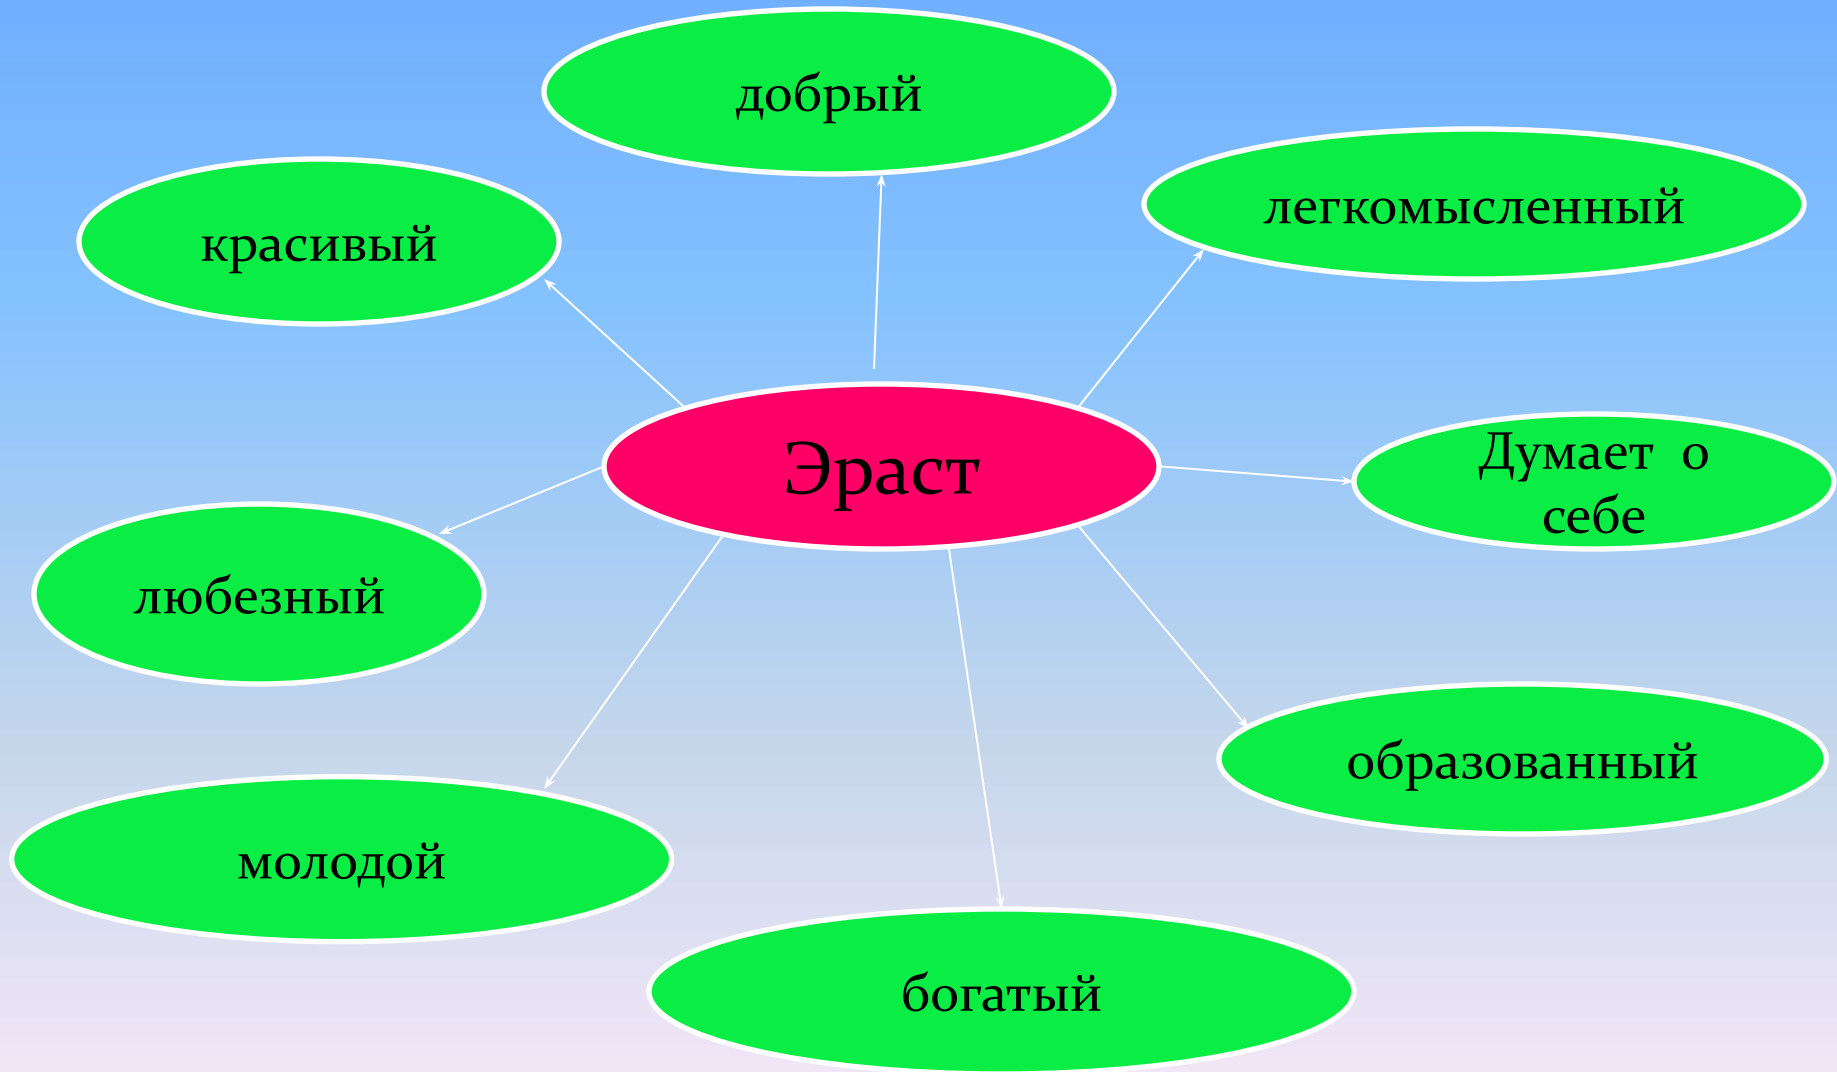 добрый
легкомысленный
красивый
Эраст
Думает о
себе
любезный
образованный
молодой
богатый